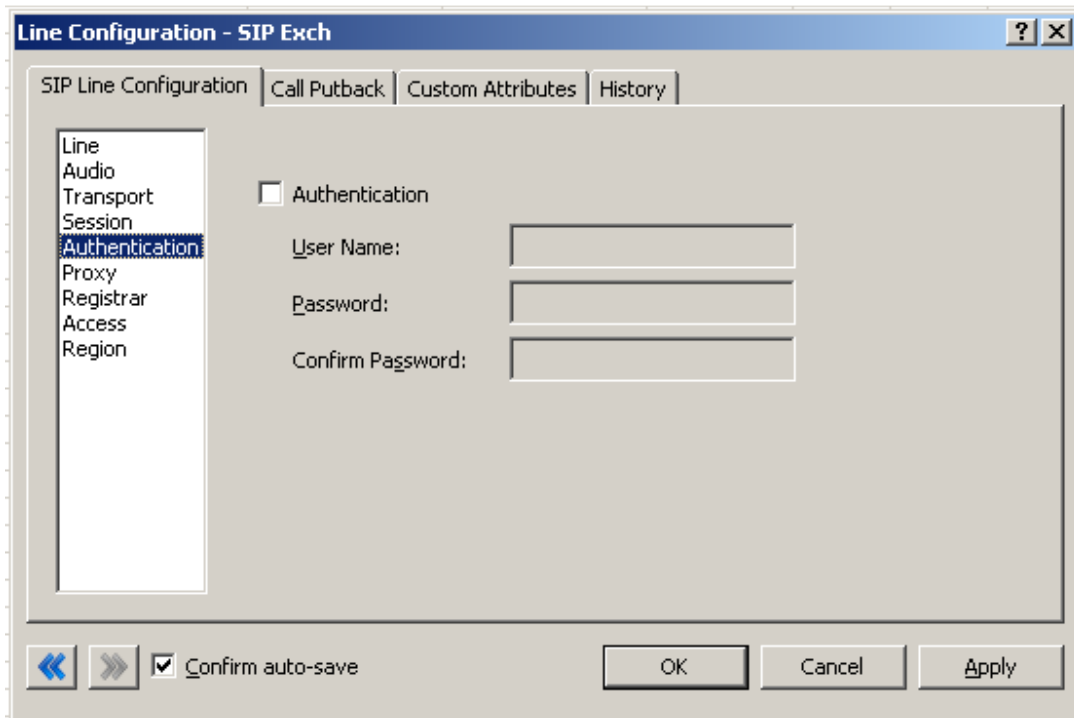 Line Configuration - SIP Exch
SIP Line Configuration
Call Putback
Custom Attributes
History
Line
Audio
Transport
Session
Authentication
Proxy
Registrar
Access
Region
Authentication
User Name:
Password:
Confirm Password:
Confirm auto-save
OK
Cancel
Apply